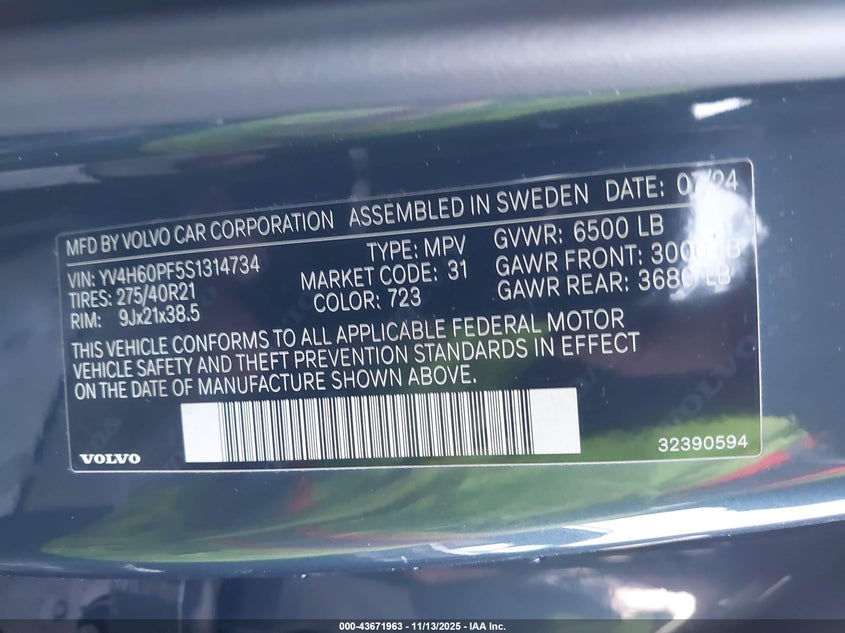 MFD BY VOLVO CAR CORPORATION ASSEMBLED IN SWEDEN DATE: 07/24
VIN: YV4H60PF5S1314734 TYPE: MPV GVWR: 6500 LB
TIRES: 275/40R21 MARKET CODE: 31 GAWR FRONT: 3000 LB
RIM: 9Jx21x38.5 COLOR: 723 GAWR REAR: 3680 LB
THIS VEHICLE CONFORMS TO ALL APPLICABLE FEDERAL MOTOR
VEHICLE SAFETY AND THEFT PREVENTION STANDARDS IN EFFECT
ON THE DATE OF MANUFACTURE SHOWN ABOVE.
VOLVO 32390594
000-43671963 - 11/13/2025 - IAA Inc.